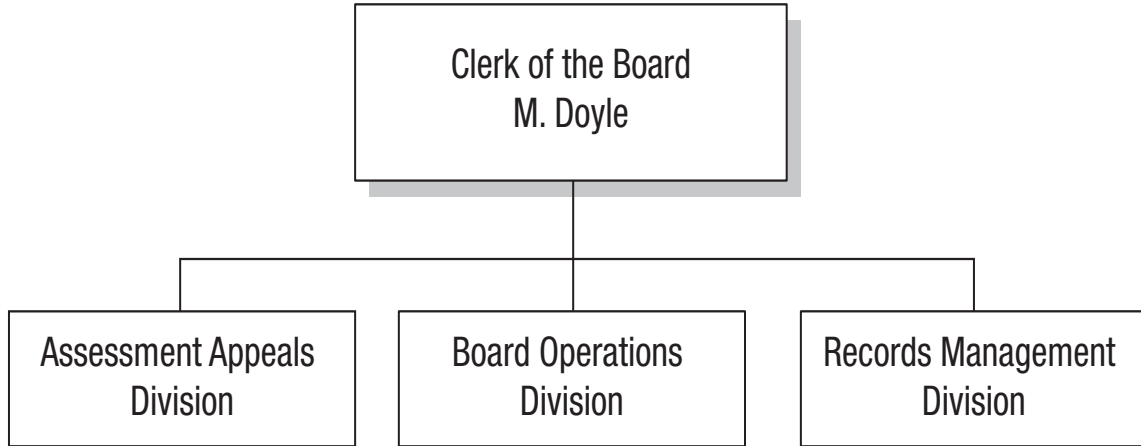 Clerk of the Board
M. Doyle
Assessment Appeals
Division
Board Operations
Division
Records Management
Division